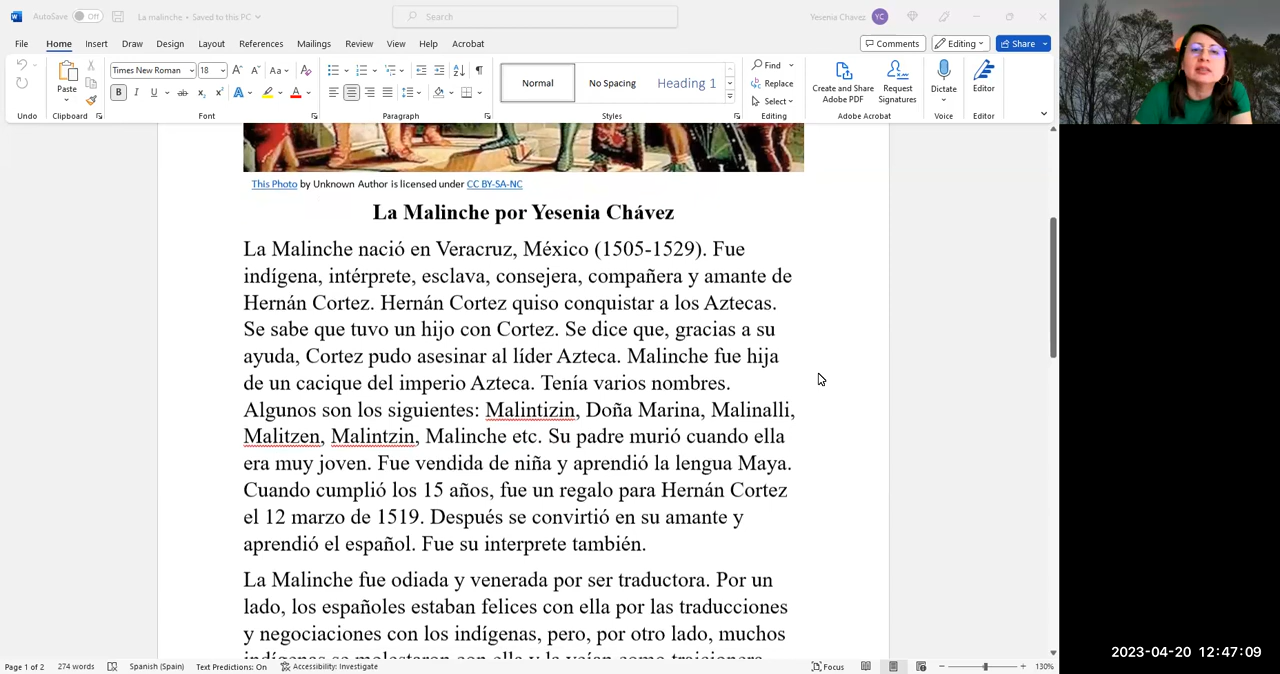 AutoSave Off La malinche • Saved to this PC Search Yesenia Chavez YC
File Home Insert Draw Design Layout References Mailings Review View Help Acrobat Comments Editing Share
Paste Times New Roman 18 Aa Normal No Spacing Heading 1 Find Replace Select Create and Share Adobe PDF Request Signatures Dictate Editor
Undo Clipboard Font Paragraph Styles Editing Adobe Acrobat Voice Editor
This Photo by Unknown Author is licensed under CC BY-SA-NC
La Malinche por Yesenia Chávez
La Malinche nació en Veracruz, México (1505-1529). Fue
indígena, intérprete, esclava, consejera, compañera y amante de
Hernán Cortez. Hernán Cortez quiso conquistar a los Aztecas.
Se sabe que tuvo un hijo con Cortez. Se dice que, gracias a su
ayuda, Cortez pudo asesinar al líder Azteca. Malinche fue hija
de un cacique del imperio Azteca. Tenía varios nombres.
Algunos son los siguientes: Malintizin, Doña Marina, Malinalli,
Malitzen, Malintzin, Malinche etc. Su padre murió cuando ella
era muy joven. Fue vendida de niña y aprendió la lengua Maya.
Cuando cumplió los 15 años, fue un regalo para Hernán Cortez
el 12 marzo de 1519. Después se convirtió en su amante y
aprendió el español. Fue su interprete también.
La Malinche fue odiada y venerada por ser traductora. Por un
lado, los españoles estaban felices con ella por las traducciones
y negociaciones con los indígenas, pero, por otro lado, muchos
indígenas se molestaron con ella y la veían como traicionera
Page 1 of 2 274 words Spanish (Spain) Text Predictions: On Accessibility: Investigate Focus 130%
2023-04-20 12:47:09